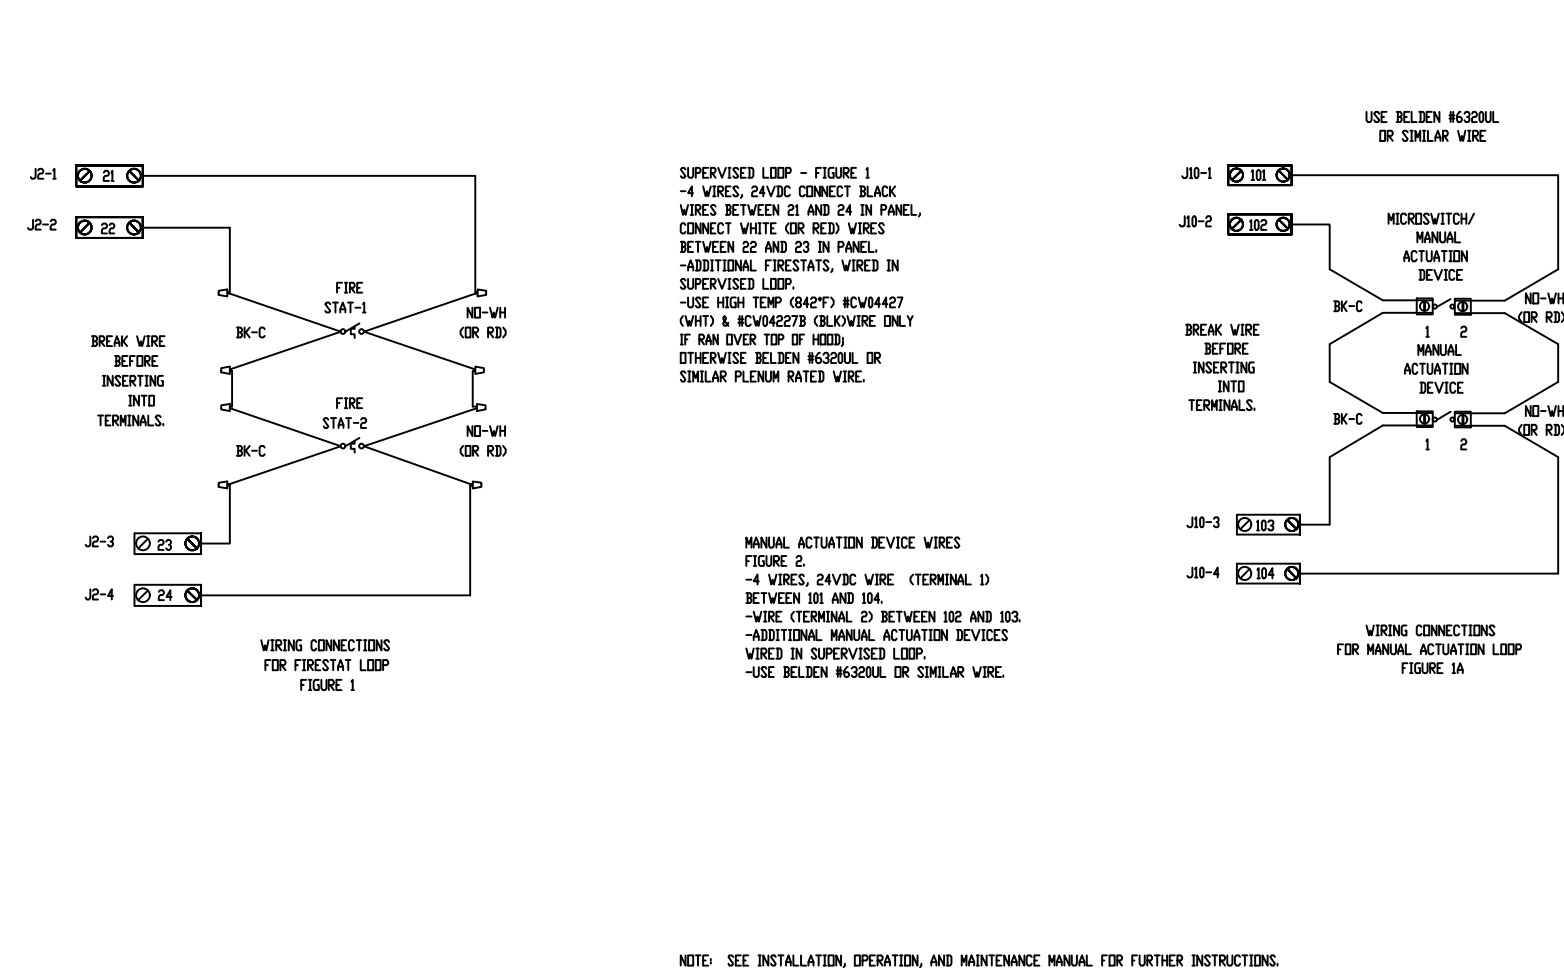 J2-1
21
J2-2
22
FIRE
STAT-1
BK-C
NO-WH
(OR RD)
BREAK WIRE
BEFORE
INSERTING
INTO
TERMINALS.
FIRE
STAT-2
BK-C
NO-WH
(OR RD)
J2-3
23
J2-4
24
WIRING CONNECTIONS
FOR FIRESTAT LOOP
FIGURE 1
SUPERVISED LOOP - FIGURE 1
-4 WIRES, 24VDC CONNECT BLACK
WIRES BETWEEN 21 AND 24 IN PANEL,
CONNECT WHITE (OR RED) WIRES
BETWEEN 22 AND 23 IN PANEL.
-ADDITIONAL FIRESTATS, WIRED IN
SUPERVISED LOOP.
-USE HIGH TEMP (842°F) #CW04427
(WHT) & #CW04227B (BLK)WIRE ONLY
IF RAN OVER TOP OF HOOD;
OTHERWISE BELDEN #6320UL OR
SIMILAR PLENUM RATED WIRE.
MANUAL ACTUATION DEVICE WIRES
FIGURE 2.
-4 WIRES, 24VDC WIRE (TERMINAL 1)
BETWEEN 101 AND 104.
-WIRE (TERMINAL 2) BETWEEN 102 AND 103.
-ADDITIONAL MANUAL ACTUATION DEVICES
WIRED IN SUPERVISED LOOP.
-USE BELDEN #6320UL OR SIMILAR WIRE.
USE BELDEN #6320UL
OR SIMILAR WIRE
J10-1
101
J10-2
102
MICROSWITCH/
MANUAL
ACTUATION
DEVICE
BK-C
NO-WH
(OR RD)
1 2
BREAK WIRE
BEFORE
INSERTING
INTO
TERMINALS.
MANUAL
ACTUATION
DEVICE
BK-C
NO-WH
(OR RD)
1 2
J10-3
103
J10-4
104
WIRING CONNECTIONS
FOR MANUAL ACTUATION LOOP
FIGURE 1A
NOTE: SEE INSTALLATION, OPERATION, AND MAINTENANCE MANUAL FOR FURTHER INSTRUCTIONS.